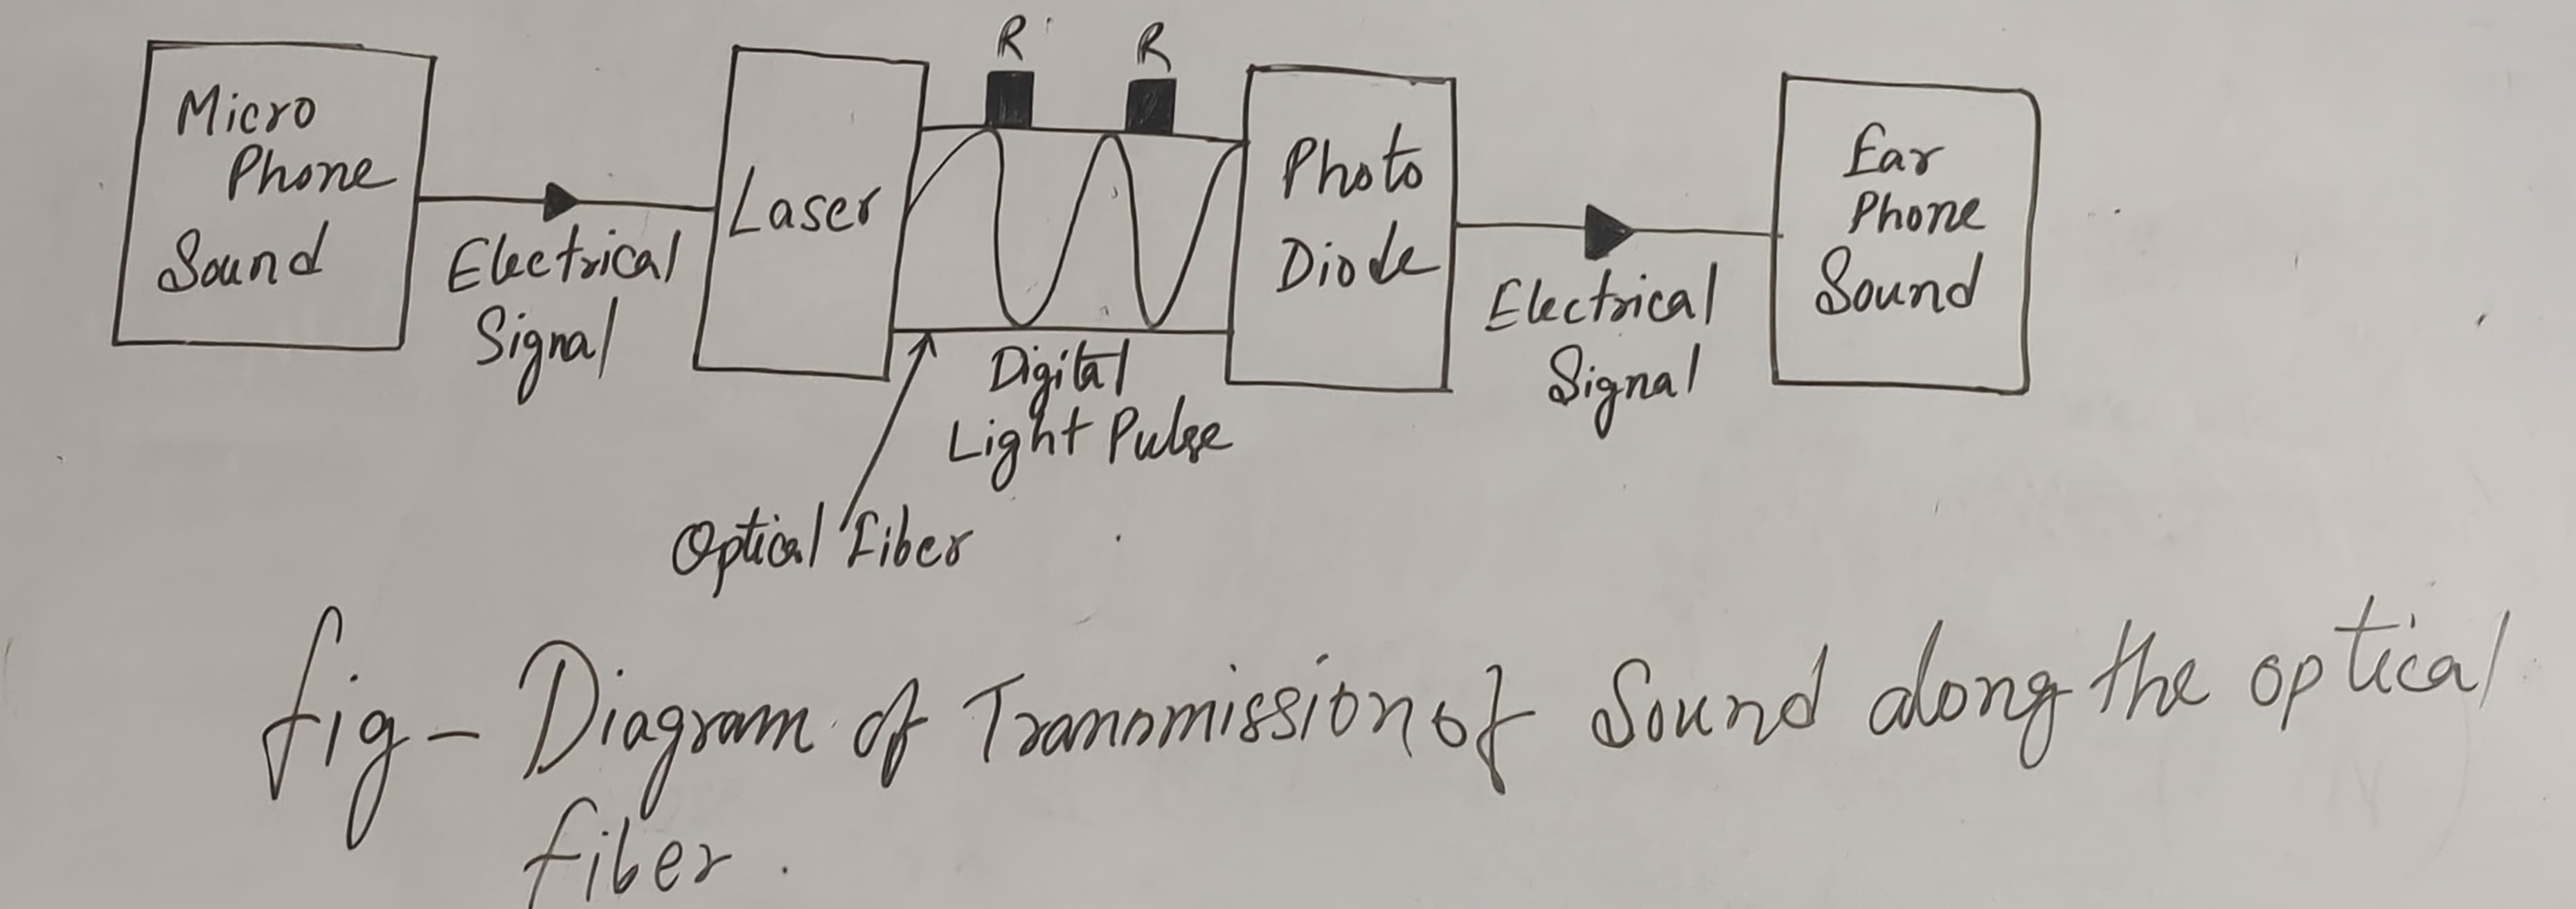 Micro
Phone
Sound
Electrical
Signal
Laser
R
R
Digital
Light Pulse
Optical Fiber
Photo
Diode
Electrical
Signal
Ear
Phone
Sound
fig - Diagram of Trannmission of Sound along the optical
fiber.